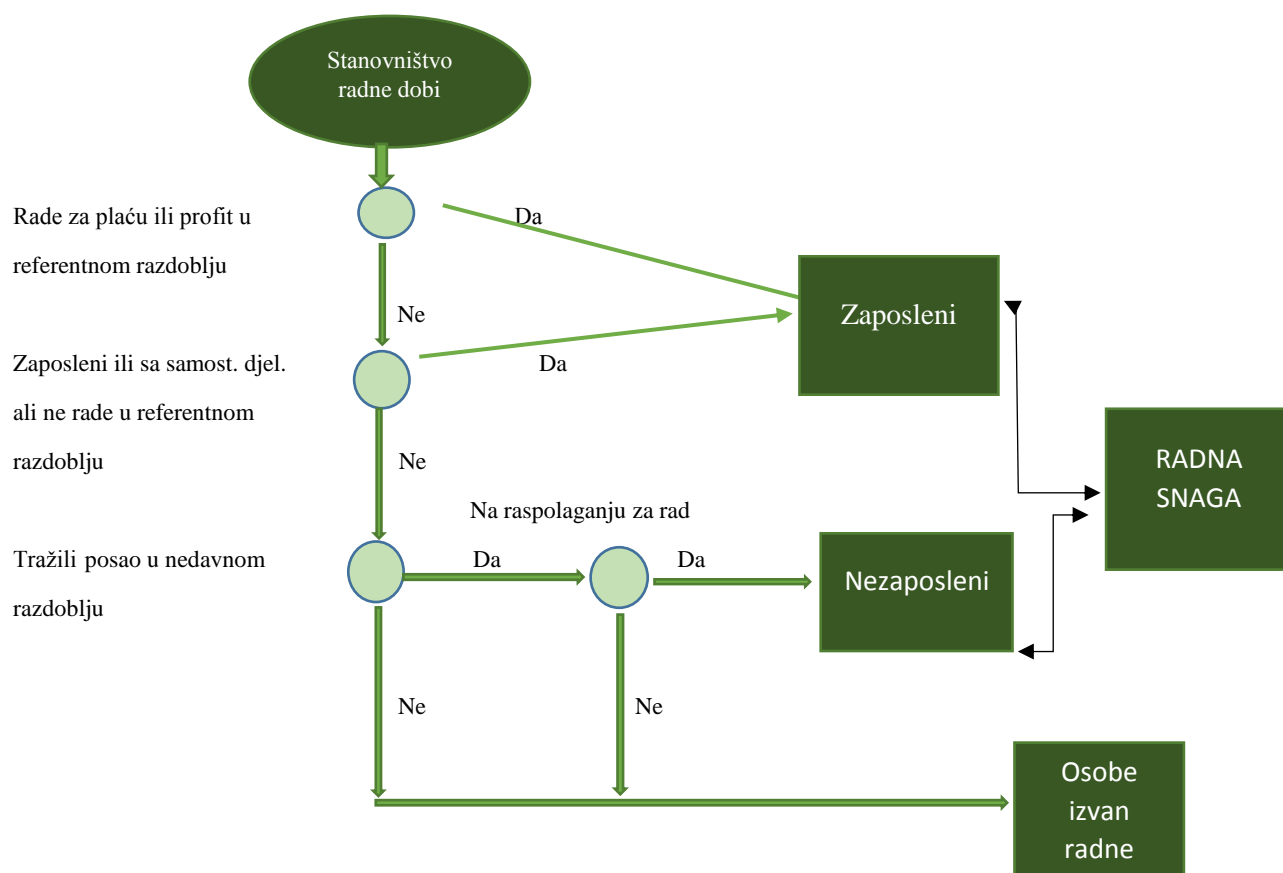 Stanovništvo
radne dobi
Rade za plaću ili profit u
referentnom razdoblju
Da
Ne
Zaposleni
Zaposleni ili sa samost. djel.
ali ne rade u referentnom
razdoblju
Da
Ne
RADNA
SNAGA
Na raspolaganju za rad
Tražili posao u nedavnom
razdoblju
Da
Da
Nezaposleni
Ne
Ne
Osobe
izvan
radne